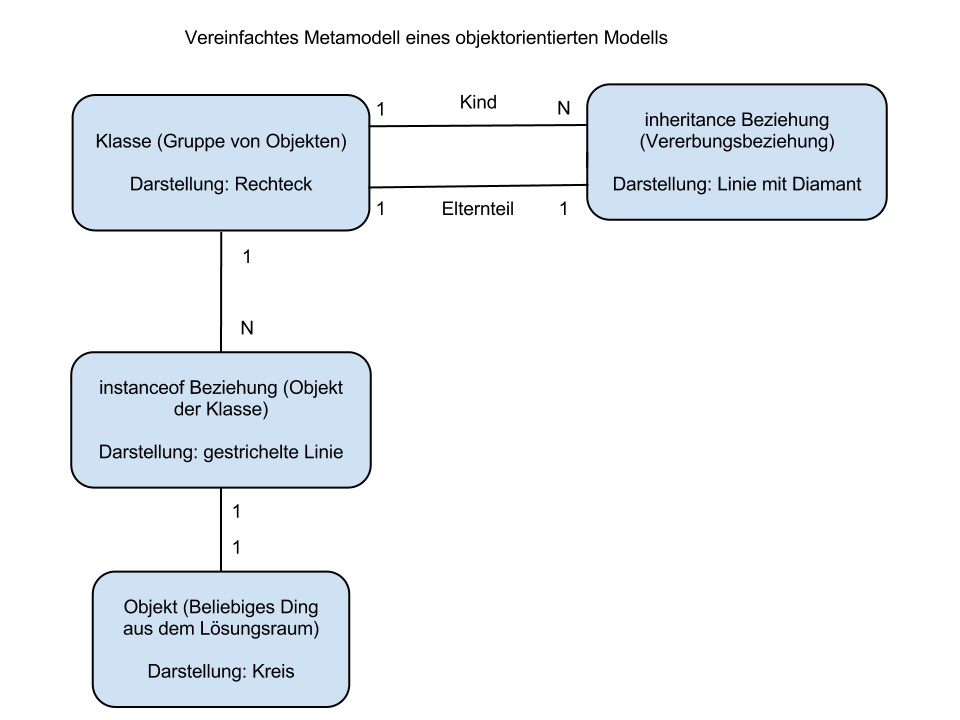 Vereinfachtes Metamodell eines objektorientierten Modells
1 Kind N
Klasse (Gruppe von Objekten)
Darstellung: Rechteck
inheritance Beziehung
(Vererbungsbeziehung)
Darstellung: Linie mit Diamant
1 Elternteil 1
1
N
instanceof Beziehung (Objekt
der Klasse)
Darstellung: gestrichelte Linie
1
1
Objekt (Beliebiges Ding
aus dem Lösungsraum)
Darstellung: Kreis